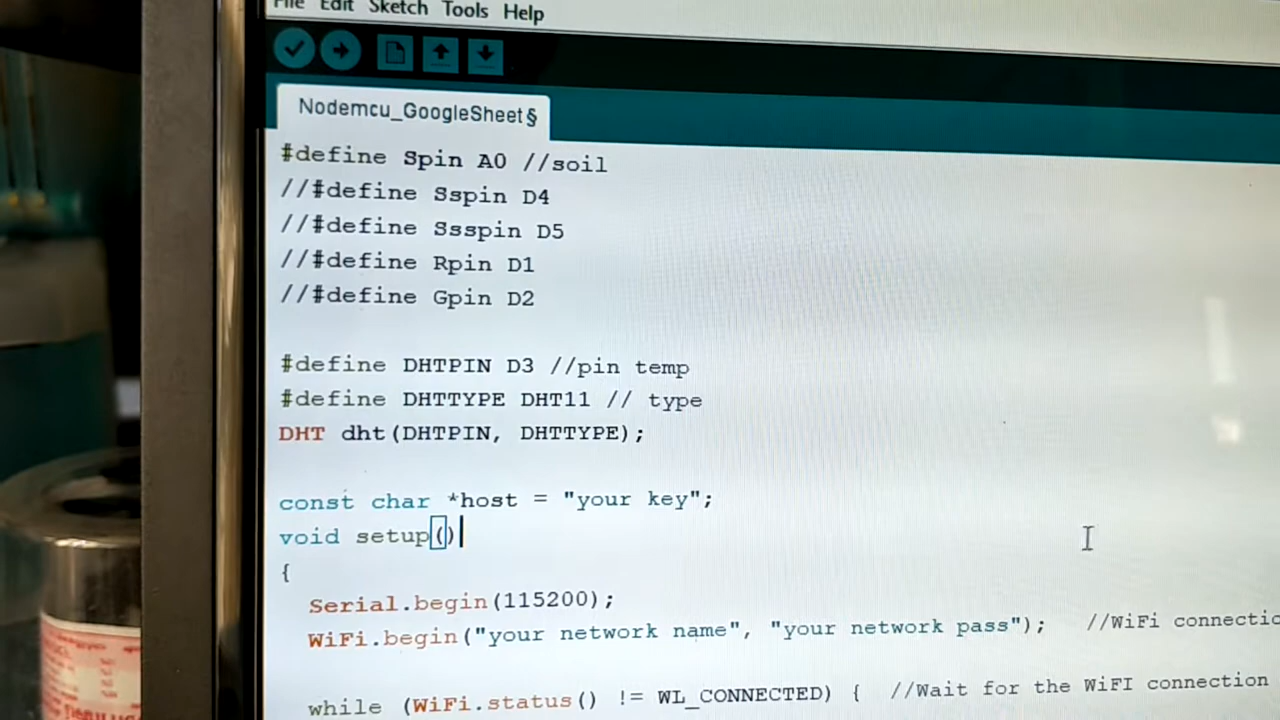 File Edit Sketch Tools Help
Nodemcu_GoogleSheet§
#define Spin A0 //soil
//#define Sspin D4
//#define Ssspin D5
//#define Rpin D1
//#define Gpin D2
#define DHTPIN D3 //pin temp
#define DHTTYPE DHT11 // type
DHT dht(DHTPIN, DHTTYPE);
const char *host = "your key";
void setup()
{
Serial.begin(115200);
WiFi.begin("your network name", "your network pass"); //WiFi connectio
while (WiFi.status() != WL_CONNECTED) { //Wait for the WiFI connection